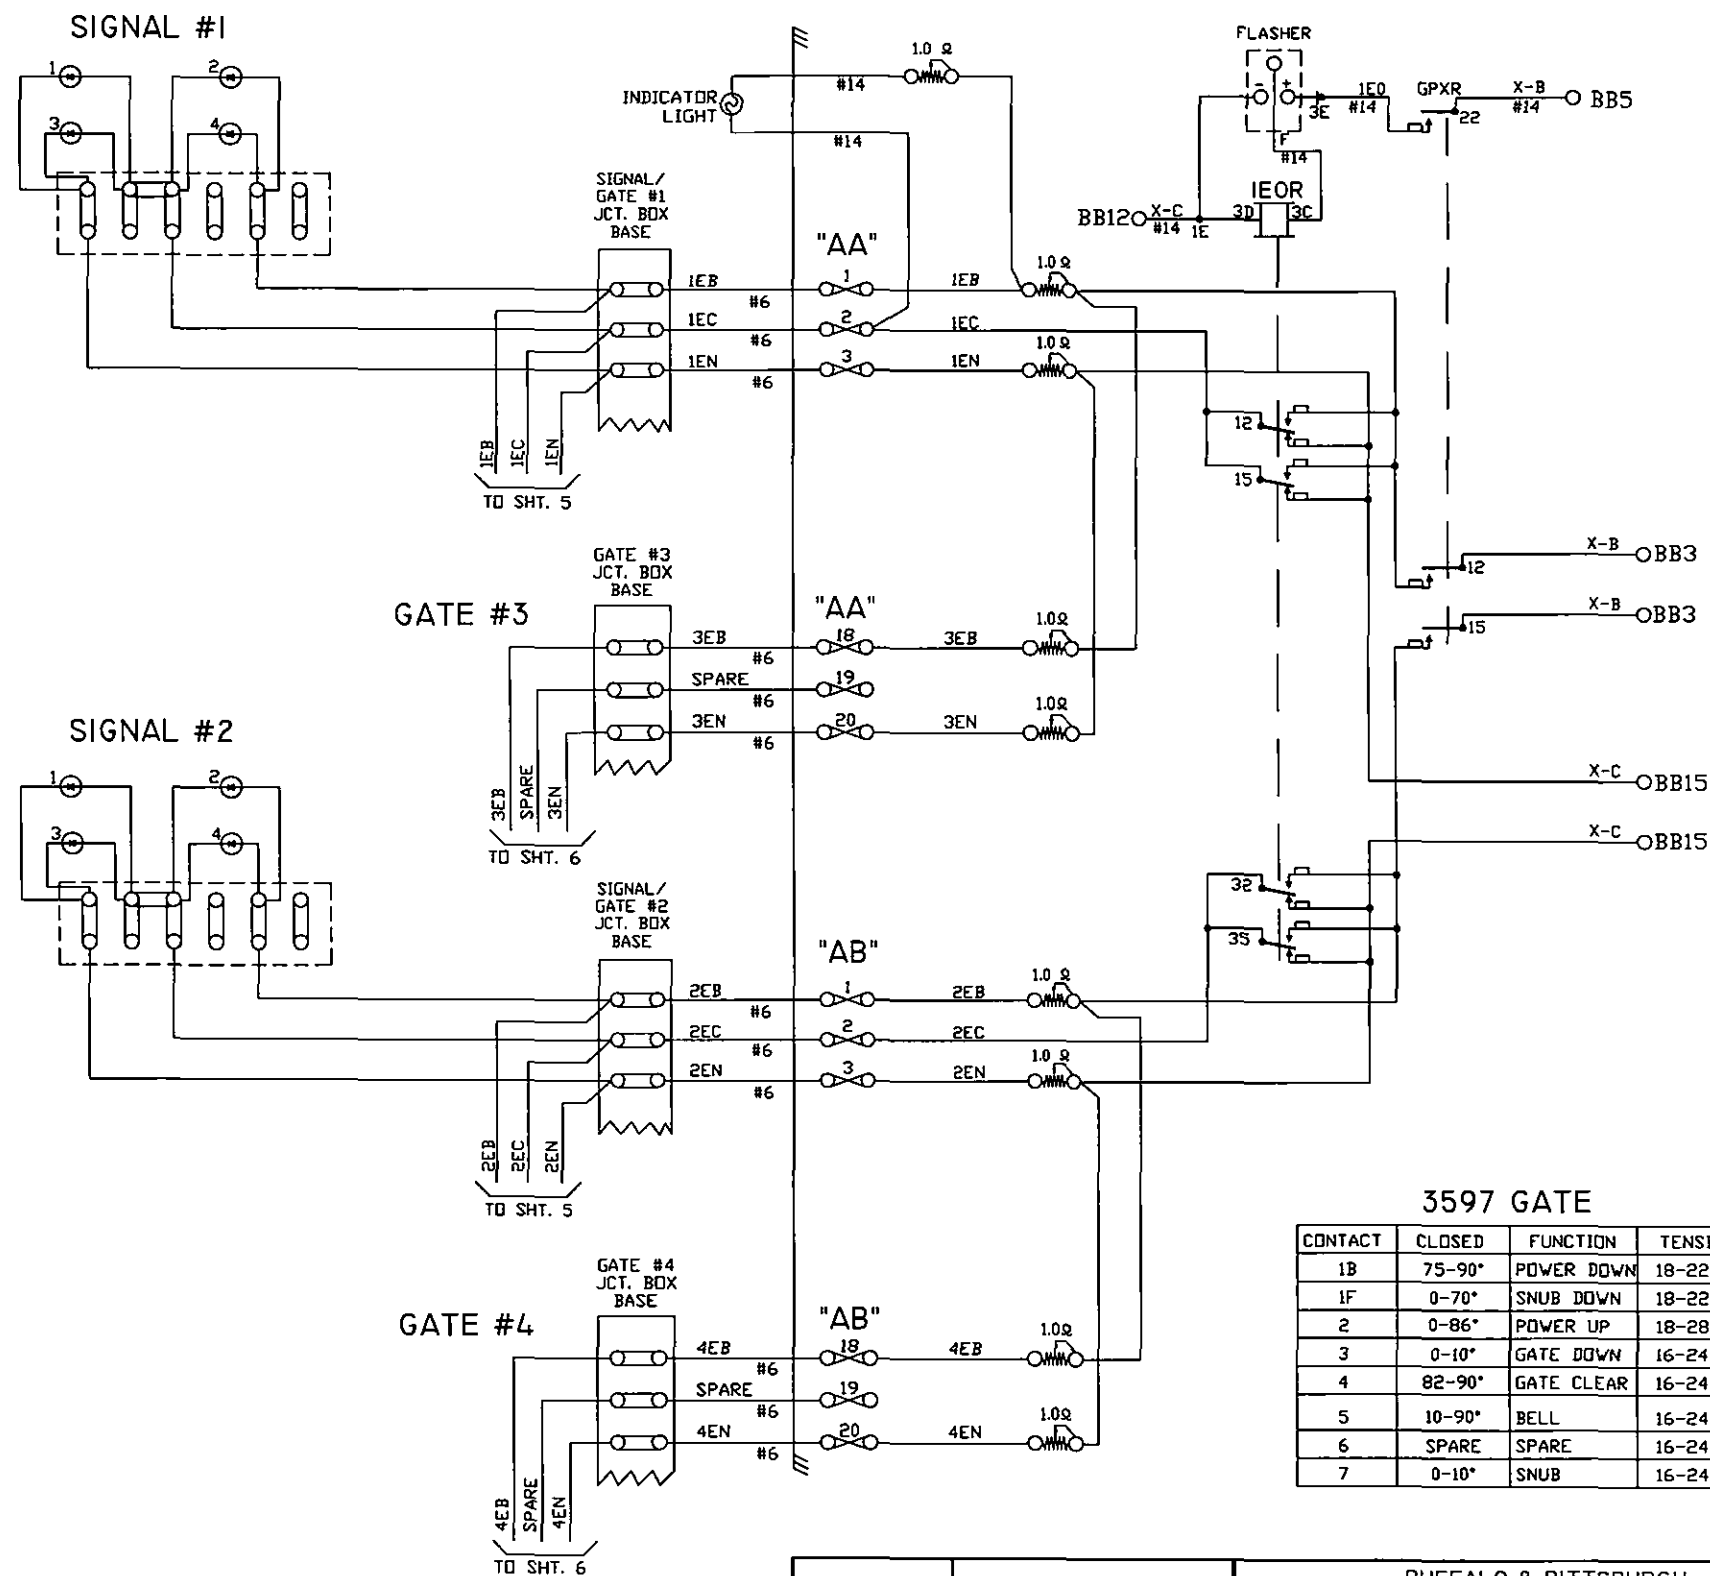 SIGNAL #1
1
2
3
4
INDICATOR
LIGHT
#14
#14
1.0 Ω
FLASHER
-
+
3E
1EO
#14
GPXR
22
X-B
#14
BB5
F
#14
1EOR
3D
3C
BB12
X-C
#14
1E
SIGNAL/
GATE #1
JCT. BOX
BASE
"AA"
1EB
#6
1
1EB
1.0 Ω
1EC
#6
2
1EC
1EN
#6
3
1EN
1.0 Ω
12
15
1EB
1EC
1EN
TO SHT. 5
GATE #3
GATE #3
JCT. BOX
BASE
"AA"
3EB
#6
18
3EB
1.0Ω
SPARE
#6
19
3EN
#6
20
3EN
1.0Ω
12
X-B
BB3
15
X-B
BB3
3EB
SPARE
3EN
TO SHT. 6
X-C
BB15
X-C
BB15
SIGNAL #2
1
2
3
4
SIGNAL/
GATE #2
JCT. BOX
BASE
"AB"
32
35
2EB
#6
1
2EB
1.0 Ω
2EC
#6
2
2EC
2EN
#6
3
2EN
1.0 Ω
2EB
2EC
2EN
TO SHT. 5
GATE #4
GATE #4
JCT. BOX
BASE
"AB"
4EB
#6
18
4EB
1.0Ω
SPARE
#6
19
4EN
#6
20
4EN
1.0Ω
4EB
SPARE
4EN
TO SHT. 6
3597 GATE
CONTACT CLOSED FUNCTION TENSI
1B 75-90° POWER DOWN 18-22
1F 0-70° SNUB DOWN 18-22
2 0-86° POWER UP 18-28
3 0-10° GATE DOWN 16-24
4 82-90° GATE CLEAR 16-24
5 10-90° BELL 16-24
6 SPARE SPARE 16-24
7 0-10° SNUB 16-24
BUFFALO & PITTSBURGH